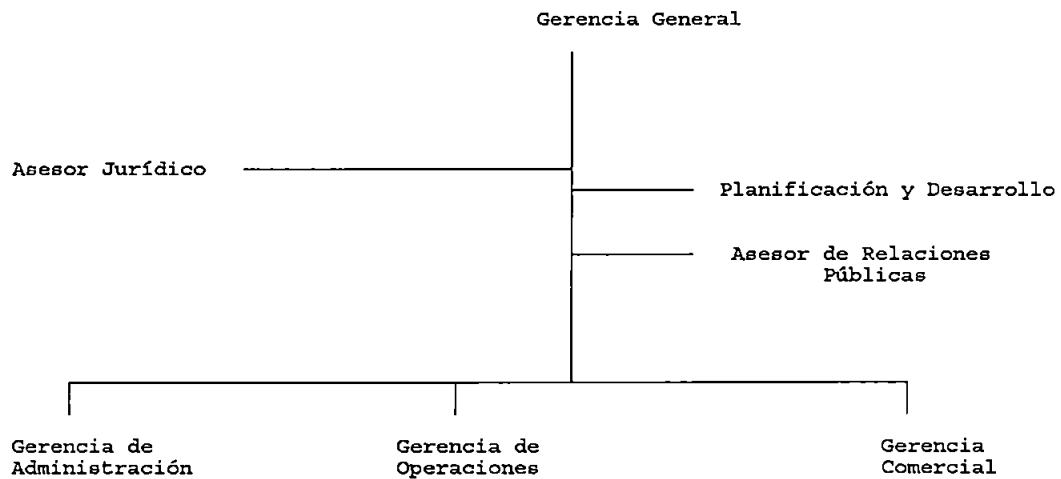 Gerencia General
Asesor Jurídico
Planificación y Desarrollo
Asesor de Relaciones
Públicas
Gerencia de
Administración
Gerencia de
Operaciones
Gerencia
Comercial